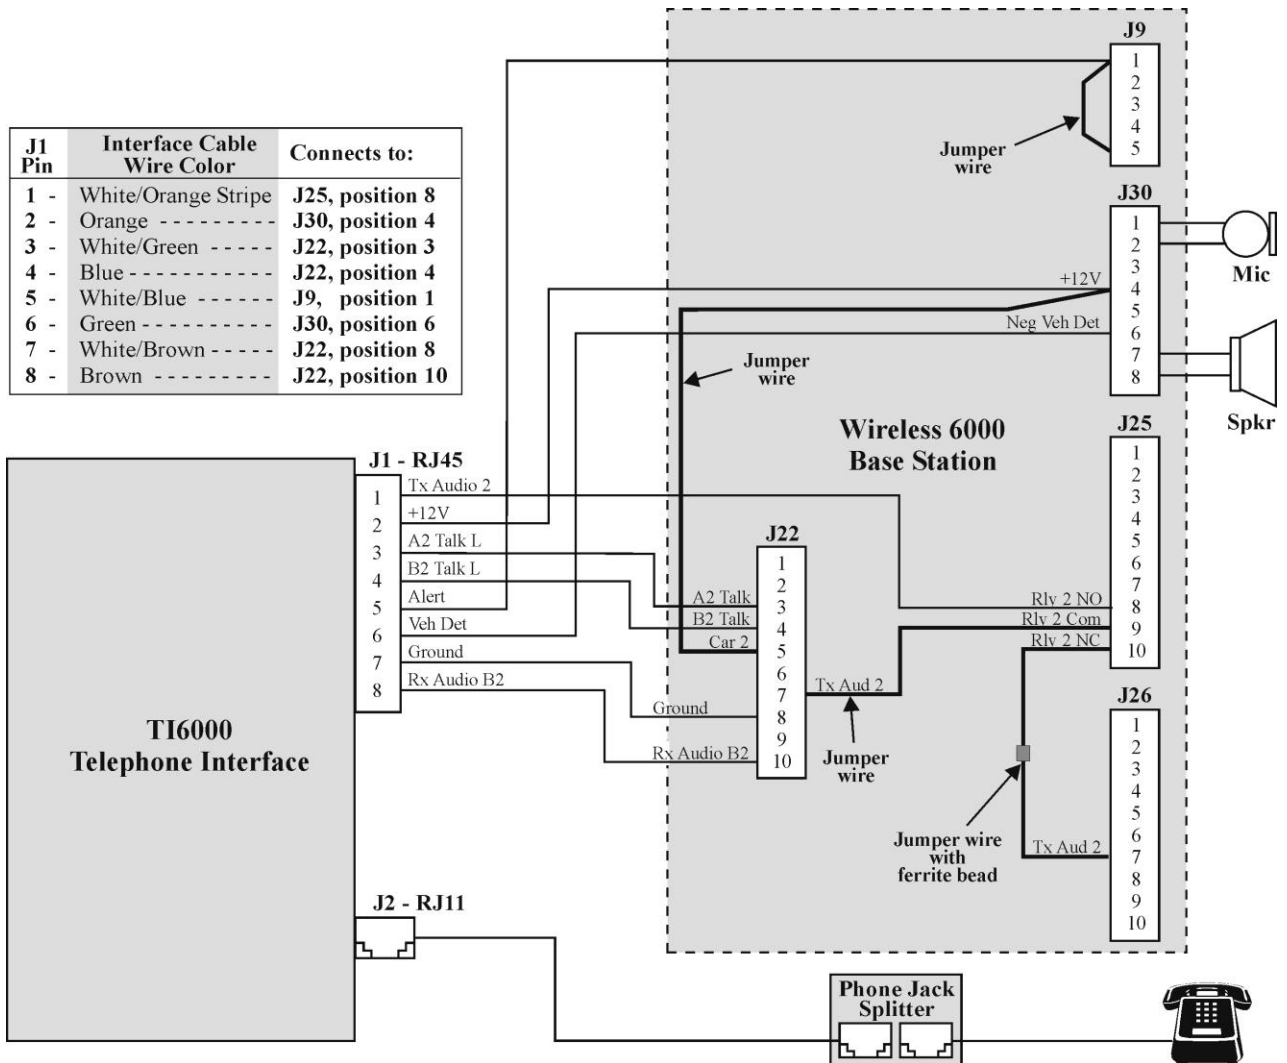 J1 Pin Interface Cable Wire Color Connects to:
1 - White/Orange Stripe J25, position 8
2 - Orange - - - - - - - - - J30, position 4
3 - White/Green - - - - - J22, position 3
4 - Blue - - - - - - - - - - - J22, position 4
5 - White/Blue - - - - - - J9, position 1
6 - Green - - - - - - - - - - J30, position 6
7 - White/Brown - - - - - J22, position 8
8 - Brown - - - - - - - - - J22, position 10
TI6000
Telephone Interface
J1 - RJ45
1 Tx Audio 2
2 +12V
3 A2 Talk L
4 B2 Talk L
5 Alert
6 Veh Det
7 Ground
8 Rx Audio B2
J2 - RJ11
Wireless 6000
Base Station
J9
1
2
3
4
5
Jumper
wire
J30
1
2
3
+12V 4
5
Neg Veh Det 6
7
8
Mic
Spkr
Jumper
wire
J22
1
2
A2 Talk 3
B2 Talk 4
Car 2 5
6
7 Tx Aud 2
Ground 8
9
Rx Audio B2 10
Jumper
wire
J25
1
2
3
4
5
6
7
Rly 2 NO 8
Rly 2 Com 9
Rly 2 NC 10
J26
1
2
3
4
5
6
Tx Aud 2 7
8
9
10
Jumper wire
with
ferrite bead
Phone Jack
Splitter